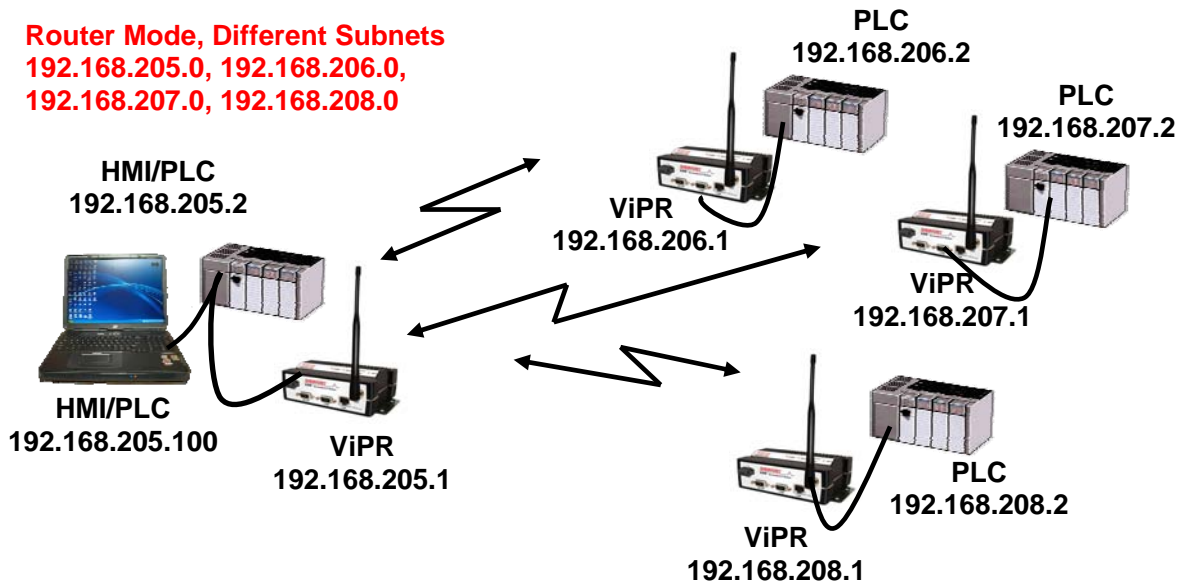 Router Mode, Different Subnets
192.168.205.0, 192.168.206.0,
192.168.207.0, 192.168.208.0
PLC
192.168.206.2
PLC
192.168.207.2
HMI/PLC
192.168.205.2
ViPR
192.168.206.1
ViPR
192.168.207.1
HMI/PLC
192.168.205.100
ViPR
192.168.205.1
PLC
192.168.208.2
ViPR
192.168.208.1